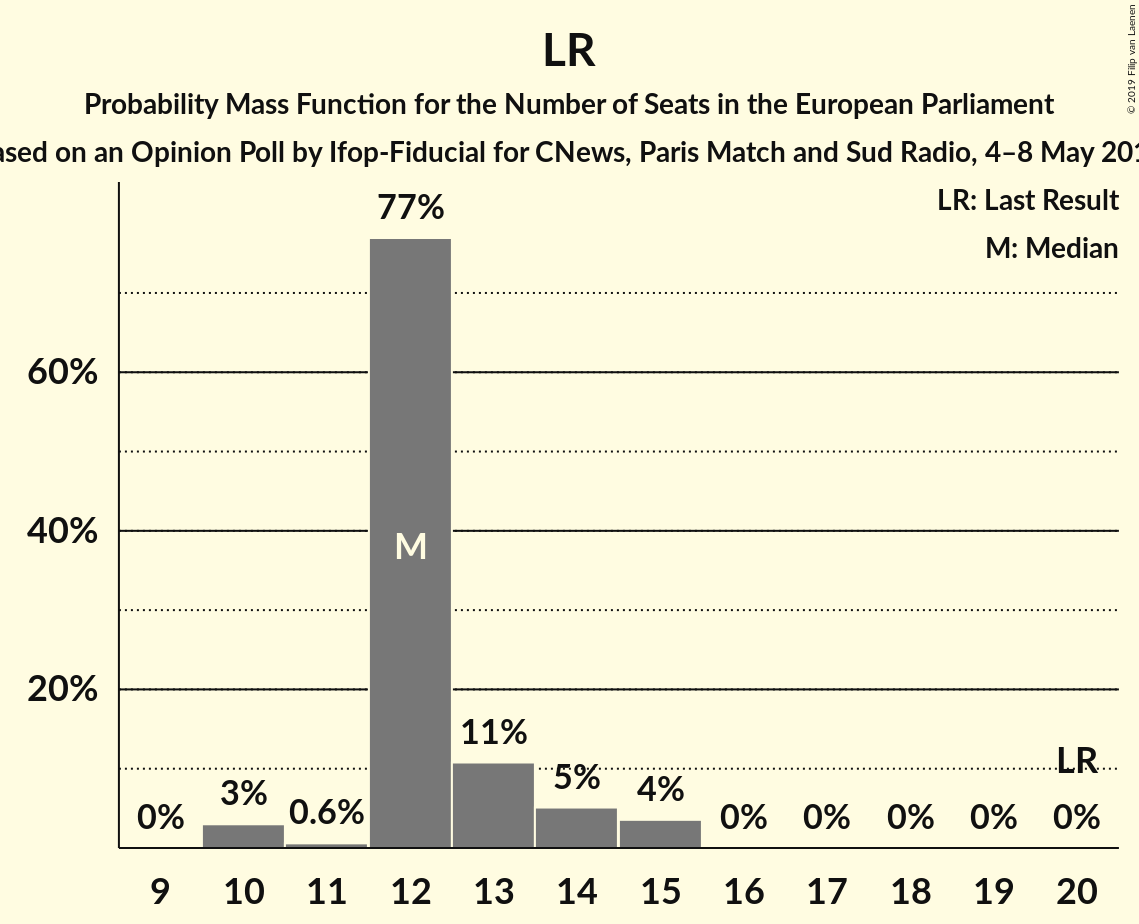 LR
Probability Mass Function for the Number of Seats in the European Parliament
ased on an Opinion Poll by Ifop-Fiducial for CNews, Paris Match and Sud Radio, 4–8 May 201
© 2019 Filip van Laenen
LR: Last Result
M: Median
77%
60%
40%
M
20%
11%
LR
5%
4%
3%
0.6%
0%
0%
0%
0%
0%
0%
9 10 11 12 13 14 15 16 17 18 19 20